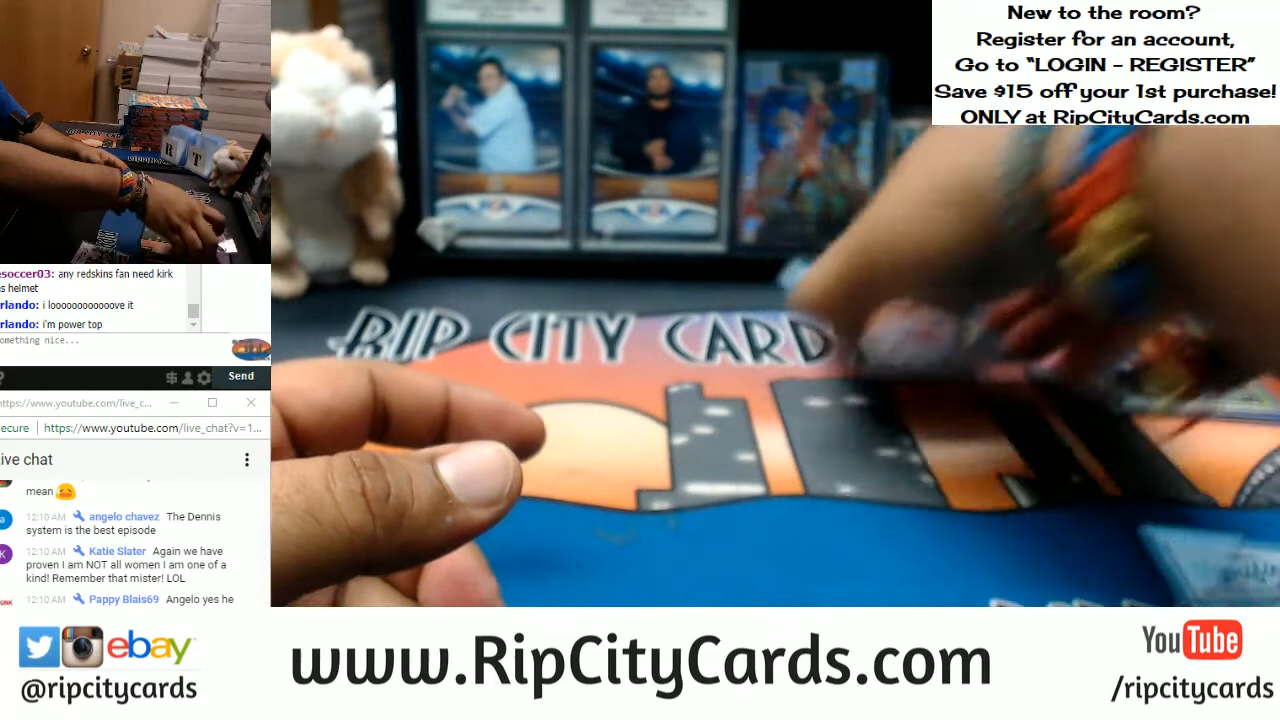 New to the room?
Register for an account,
Go to "LOGIN - REGISTER"
Save $15 off your 1st purchase!
ONLY at RipCityCards.com
R T
soccer03: any redskins fan need kirk
s helmet
rlando: i looooooooooove it
rlando: i'm power top
omething nice...
Send
https://www.youtube.com/live_c...
ecure https://www.youtube.com/live_chat?v=1...
ive chat
mean
12:10 AM angelo chavez The Dennis
system is the best episode
12:10 AM Katie Slater Again we have
proven I am NOT all women I am one of a
kind! Remember that mister! LOL
12:10 AM Pappy Blais69 Angelo yes he
RIP CITY CARD
ebay
@ripcitycards
www.RipCityCards.com
YouTube
/ripcitycards